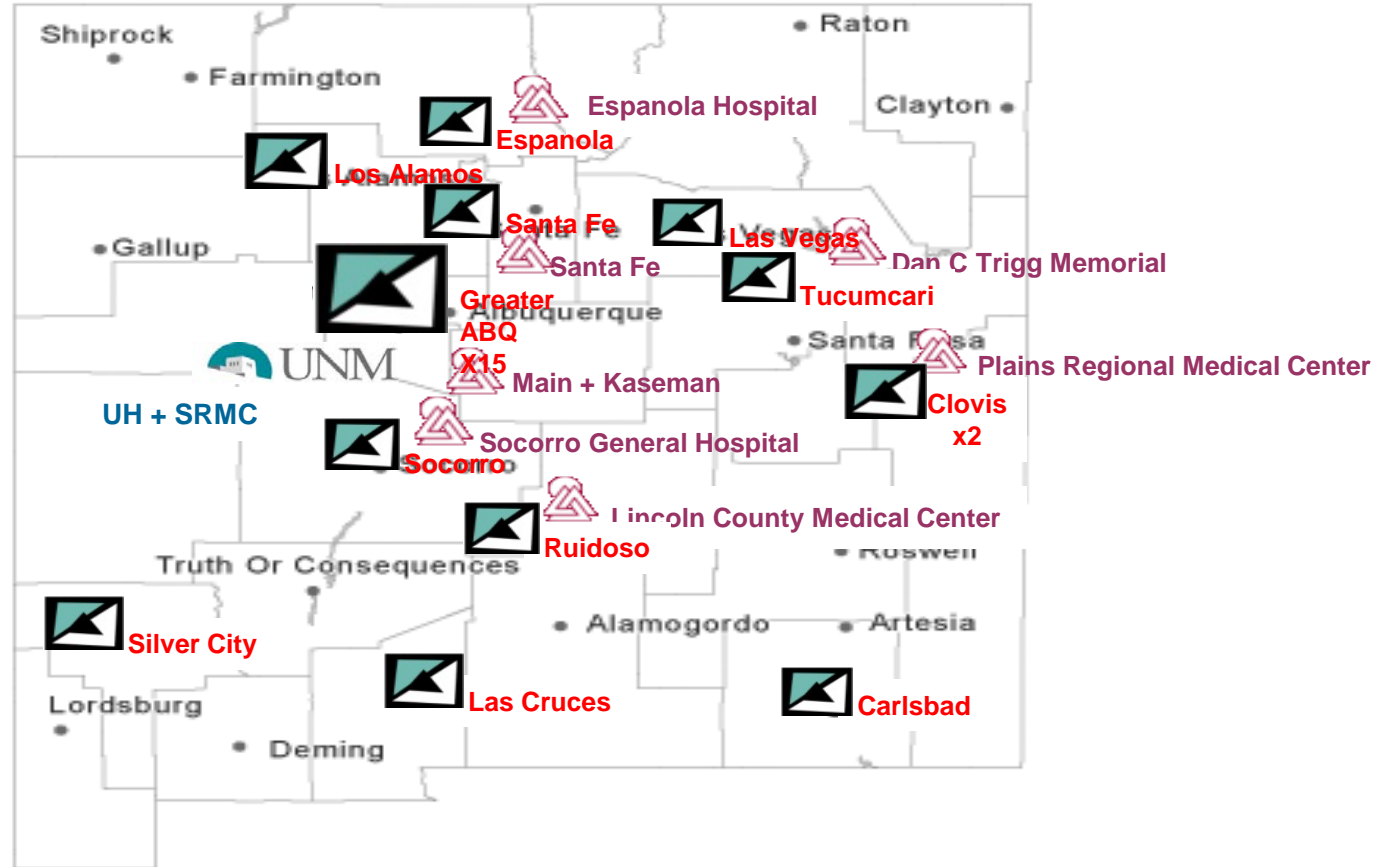 Shiprock
Raton
Farmington
Clayton
Espanola Hospital
Espanola
Los Alamos
Santa Fe
Las Vegas
Gallup
Santa Fe
Dan C Trigg Memorial
Tucumcari
Greater
ABQ
X15
Albuquerque
Santa Rosa
UNM
Main + Kaseman
Plains Regional Medical Center
UH + SRMC
Clovis
x2
Socorro General Hospital
Socorro
Lincoln County Medical Center
Ruidoso
Roswell
Truth Or Consequences
Silver City
Alamogordo
Artesia
Lordsburg
Las Cruces
Carlsbad
Deming